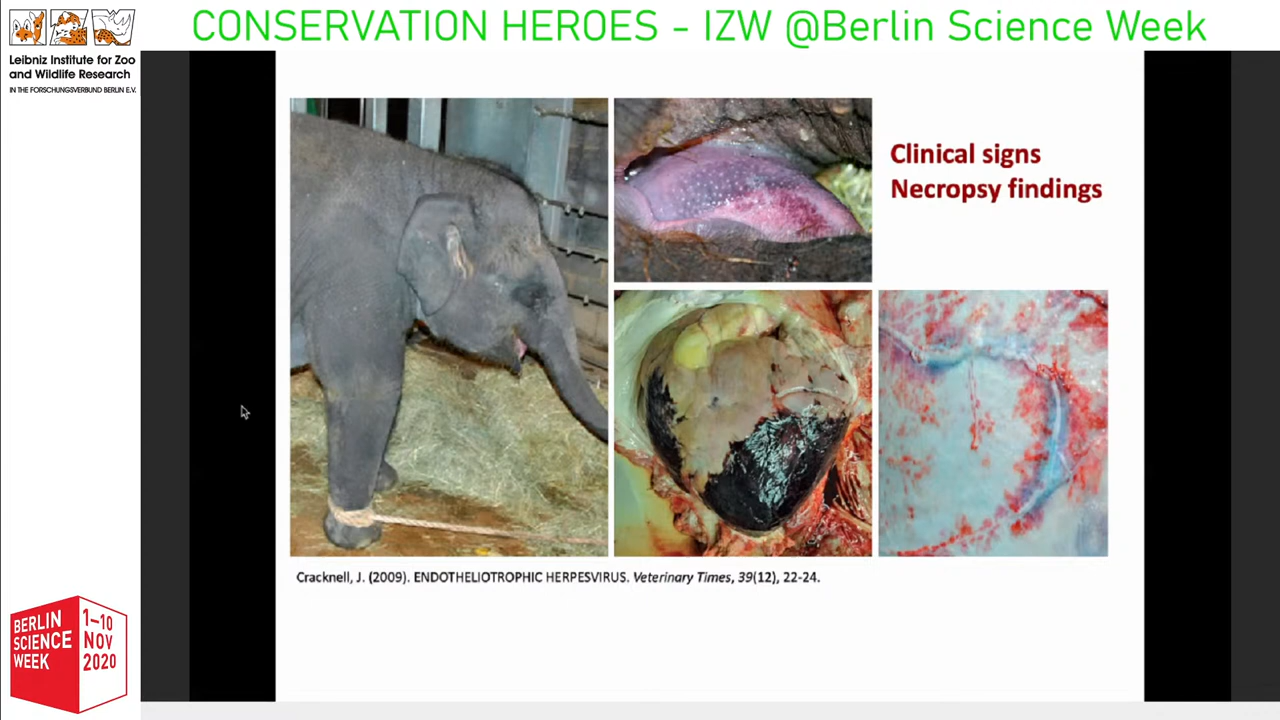 CONSERVATION HEROES - IZW @Berlin Science Week
IZW
Leibniz Institute for Zoo
and Wildlife Research
IN THE FORSCHUNGSVERBUND BERLIN E.V.
Clinical signs
Necropsy findings
Cracknell, J. (2009). ENDOTHELIOTROPHIC HERPESVIRUS. Veterinary Times, 39(12), 22-24.
BERLIN
SCIENCE
WEEK
1–10
NOV
2020